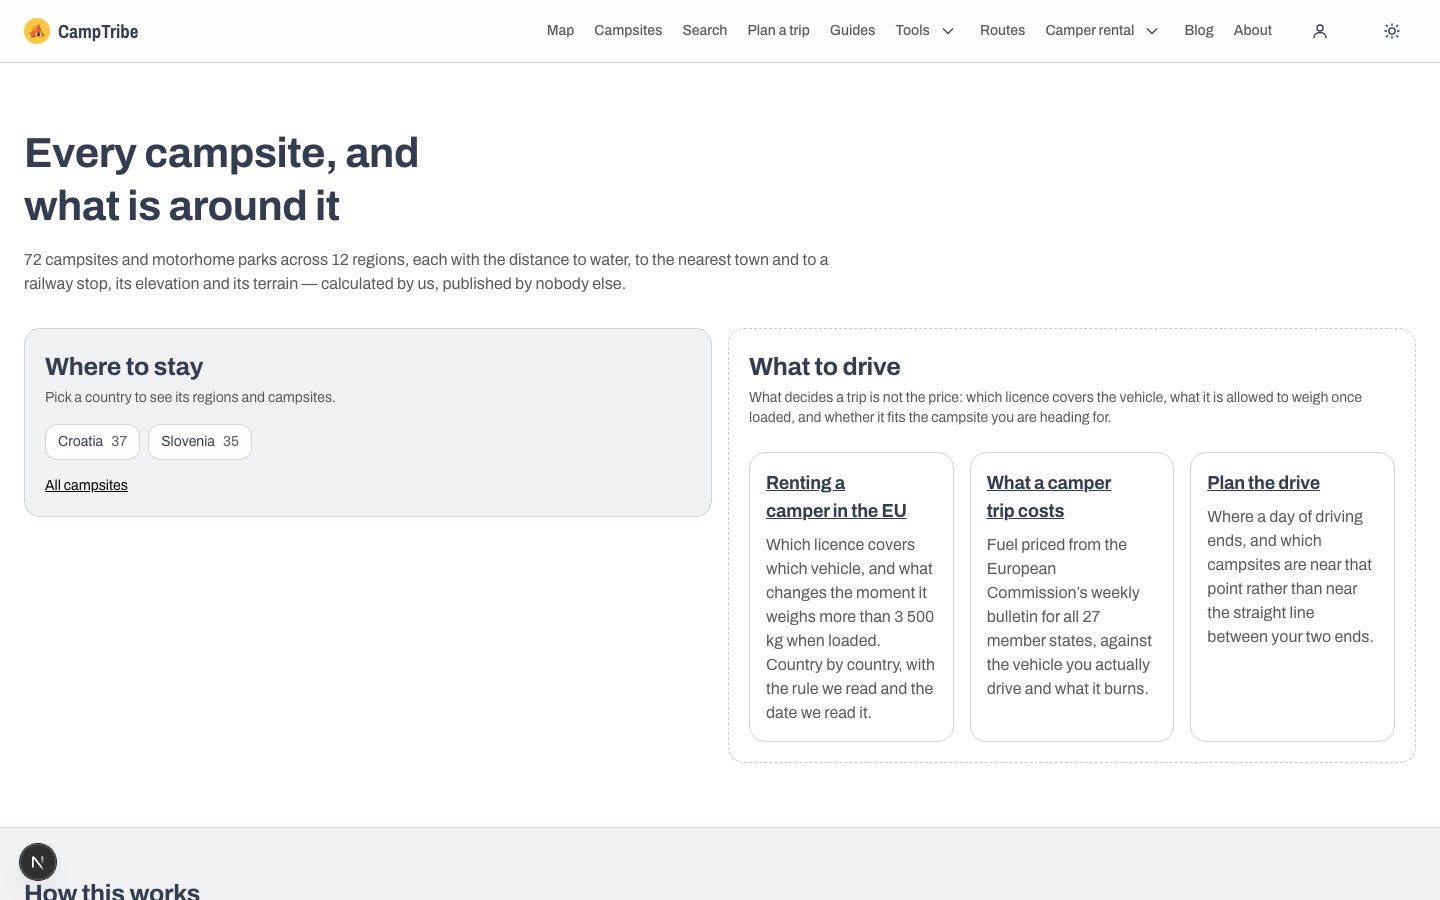 CampTribe
Map Campsites Search Plan a trip Guides Tools Routes Camper rental Blog About
Every campsite, and
what is around it
72 campsites and motorhome parks across 12 regions, each with the distance to water, to the nearest town and to a
railway stop, its elevation and its terrain — calculated by us, published by nobody else.
Where to stay
Pick a country to see its regions and campsites.
Croatia 37 Slovenia 35
All campsites
What to drive
What decides a trip is not the price: which licence covers the vehicle, what it is allowed to weigh once
loaded, and whether it fits the campsite you are heading for.
Renting a
camper in the EU
Which licence covers
which vehicle, and what
changes the moment it
weighs more than 3 500
kg when loaded.
Country by country, with
the rule we read and the
date we read it.
What a camper
trip costs
Fuel priced from the
European
Commission’s weekly
bulletin for all 27
member states, against
the vehicle you actually
drive and what it burns.
Plan the drive
Where a day of driving
ends, and which
campsites are near that
point rather than near
the straight line
between your two ends.
N
How this works